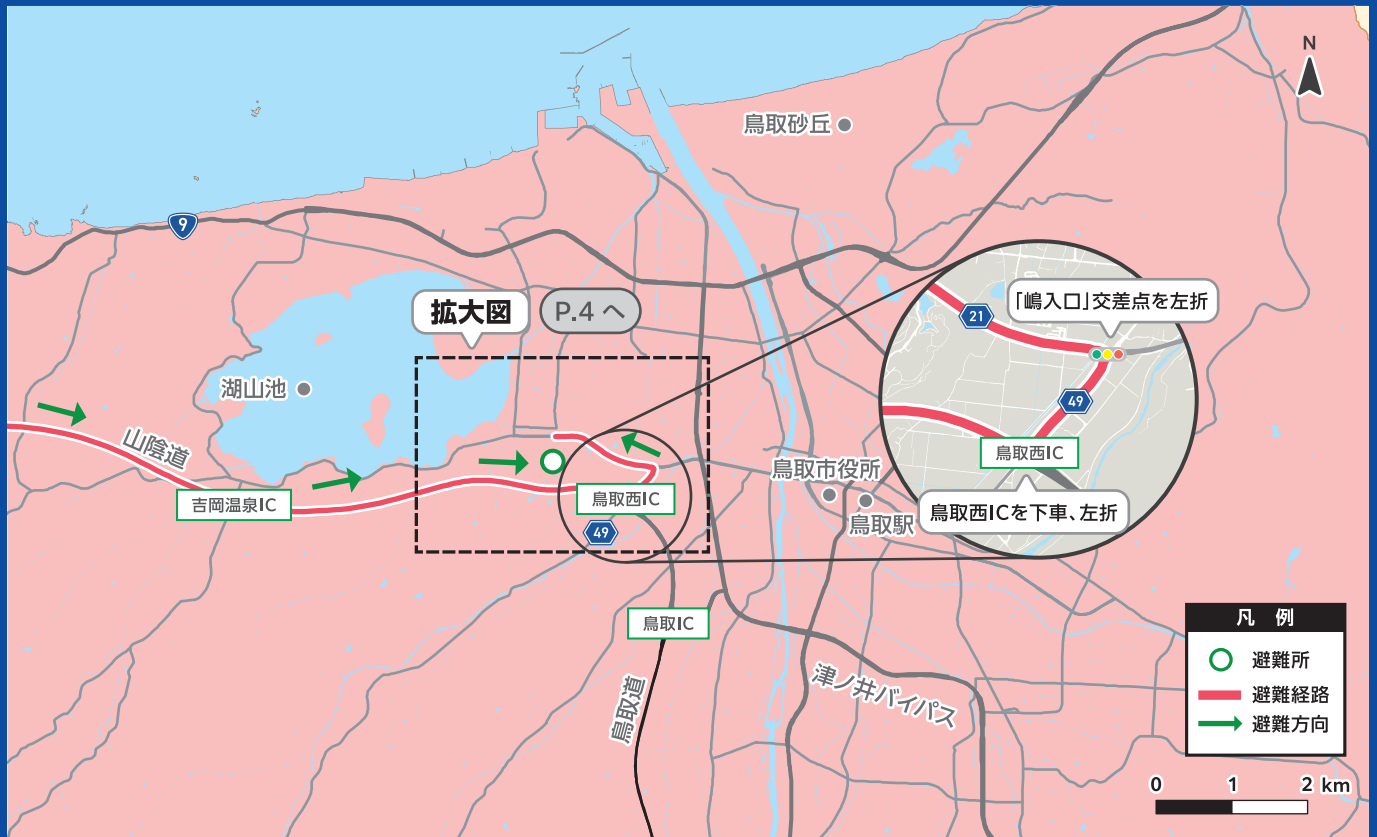 N
鳥取砂丘
9
「嶋入口」交差点を左折
拡大図
P.4 へ
21
湖山池
49
山陰道
鳥取西IC
鳥取市役所
吉岡温泉IC
鳥取西IC
鳥取西ICを下車、左折
鳥取駅
49
鳥取IC
凡 例
避難所
避難経路
避難方向
鳥取道
津ノ井バイパス
0 1 2 km